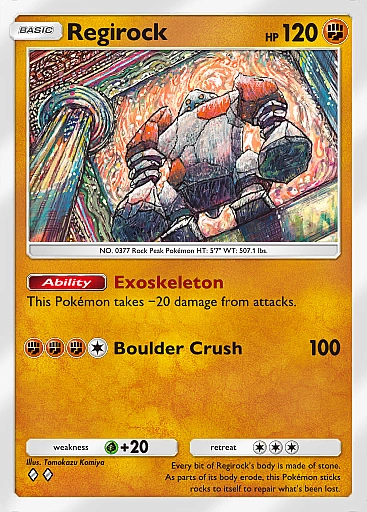 BASIC Regirock HP 120
NO. 0377 Rock Peak Pokémon HT: 5'7" WT: 507.1 lbs.
Ability Exoskeleton
This Pokémon takes −20 damage from attacks.
Boulder Crush 100
weakness +20 retreat
Illus. Tomokazu Komiya
Every bit of Regirock's body is made of stone.
As parts of its body erode, this Pokémon sticks
rocks to itself to repair what's been lost.